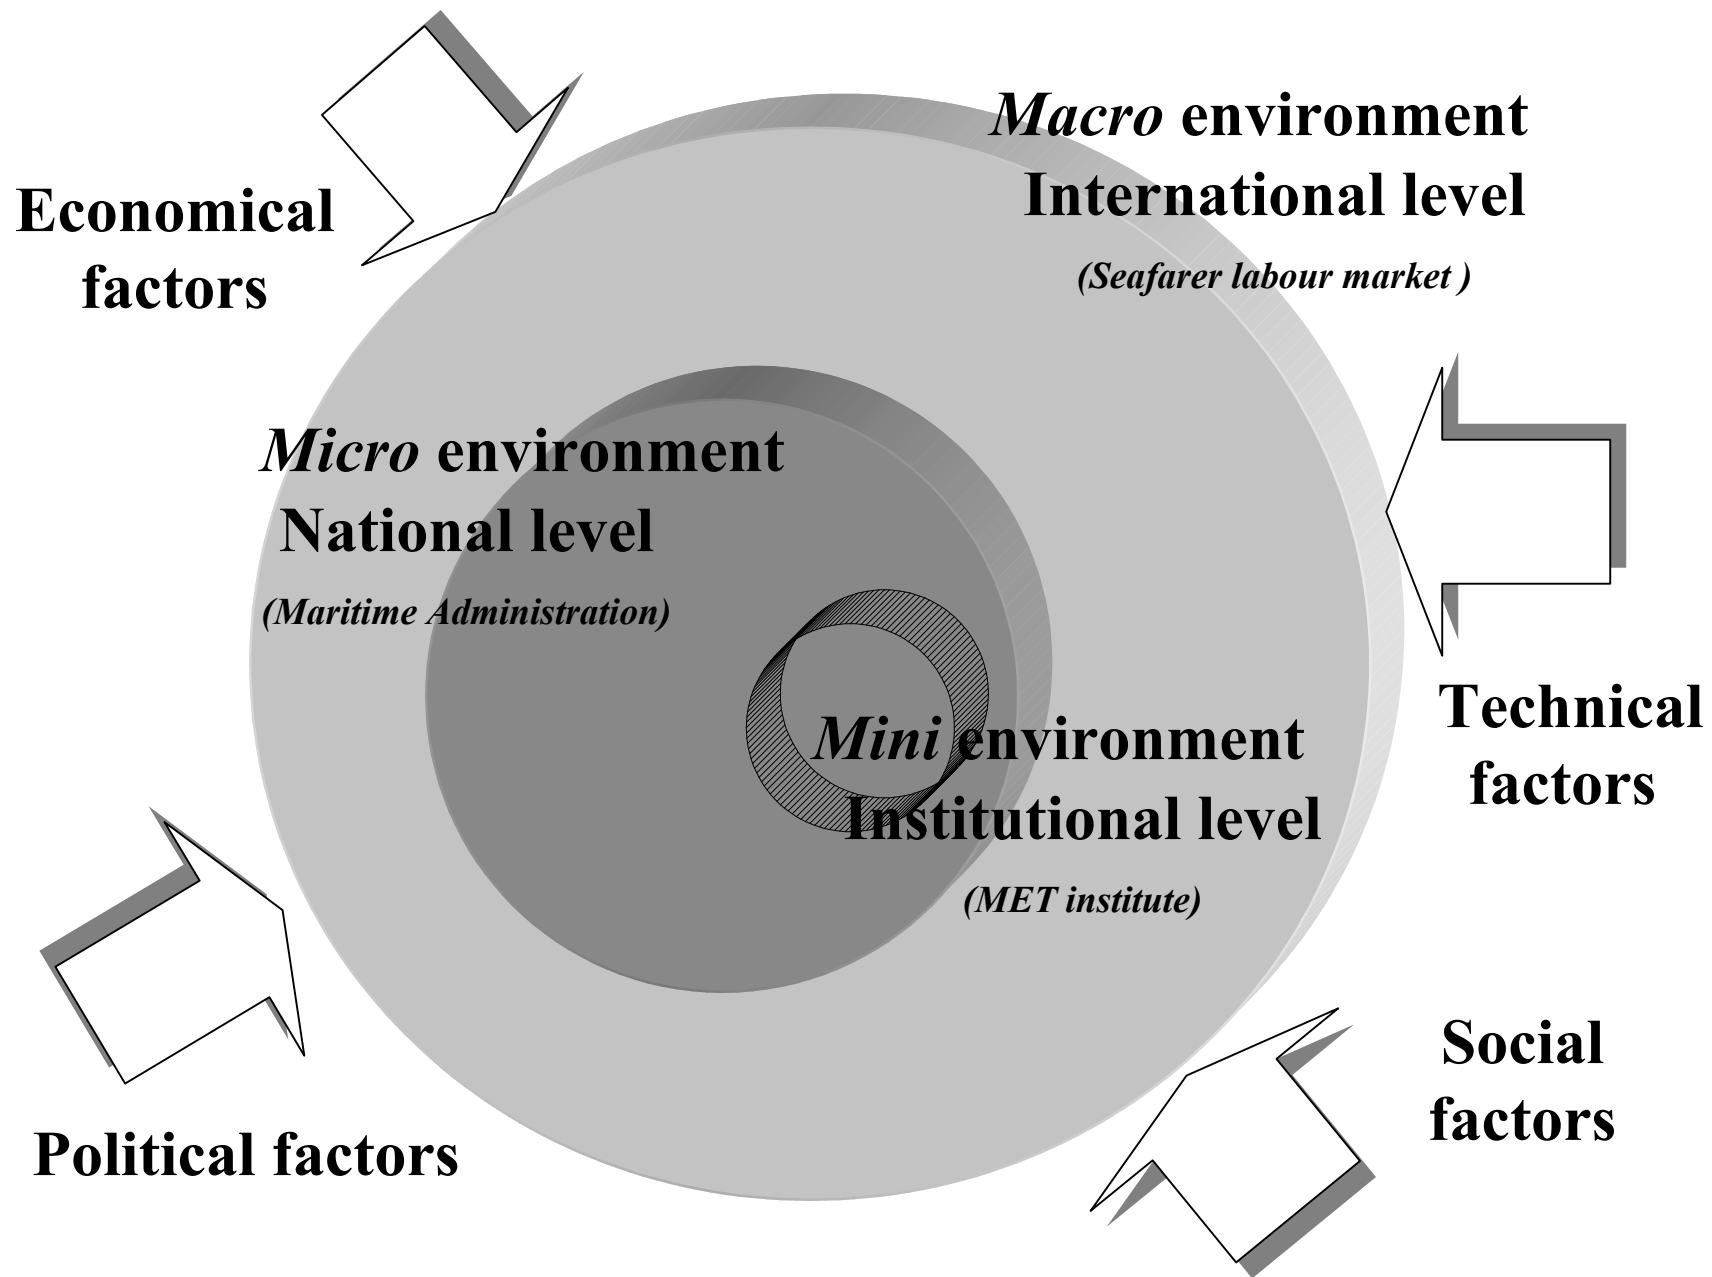 Macro environment
International level
(Seafarer labour market )
Economical
factors
Micro environment
National level
(Maritime Administration)
Technical
factors
Mini environment
Institutional level
(MET institute)
Social
factors
Political factors